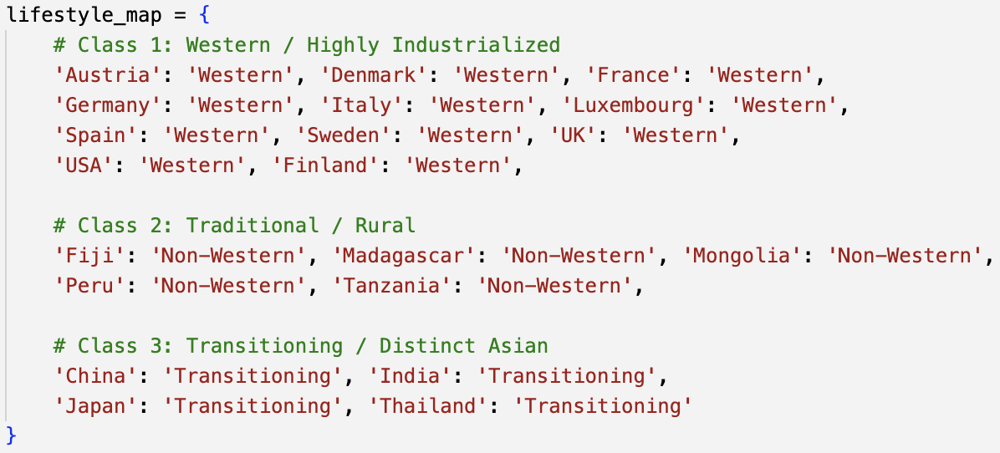 lifestyle_map = {
    # Class 1: Western / Highly Industrialized
    'Austria': 'Western', 'Denmark': 'Western', 'France': 'Western',
    'Germany': 'Western', 'Italy': 'Western', 'Luxembourg': 'Western',
    'Spain': 'Western', 'Sweden': 'Western', 'UK': 'Western',
    'USA': 'Western', 'Finland': 'Western',

    # Class 2: Traditional / Rural
    'Fiji': 'Non-Western', 'Madagascar': 'Non-Western', 'Mongolia': 'Non-Western',
    'Peru': 'Non-Western', 'Tanzania': 'Non-Western',

    # Class 3: Transitioning / Distinct Asian
    'China': 'Transitioning', 'India': 'Transitioning',
    'Japan': 'Transitioning', 'Thailand': 'Transitioning'
}